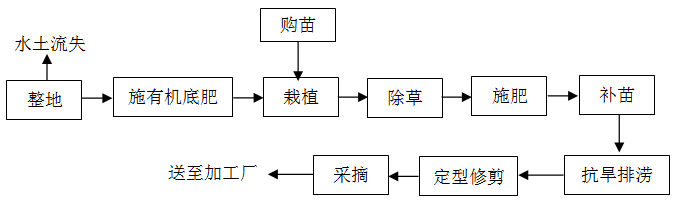 购苗
水土流失
整地
施有机底肥
栽植
除草
施肥
补苗
送至加工厂
采摘
定型修剪
抗旱排涝